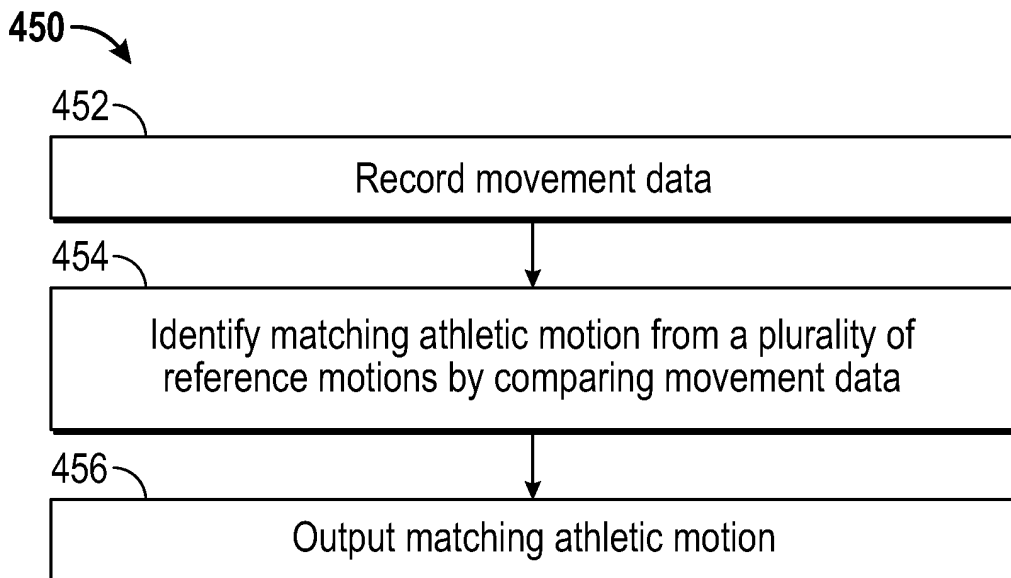 450
452
Record movement data
454
Identify matching athletic motion from a plurality of
reference motions by comparing movement data
456
Output matching athletic motion